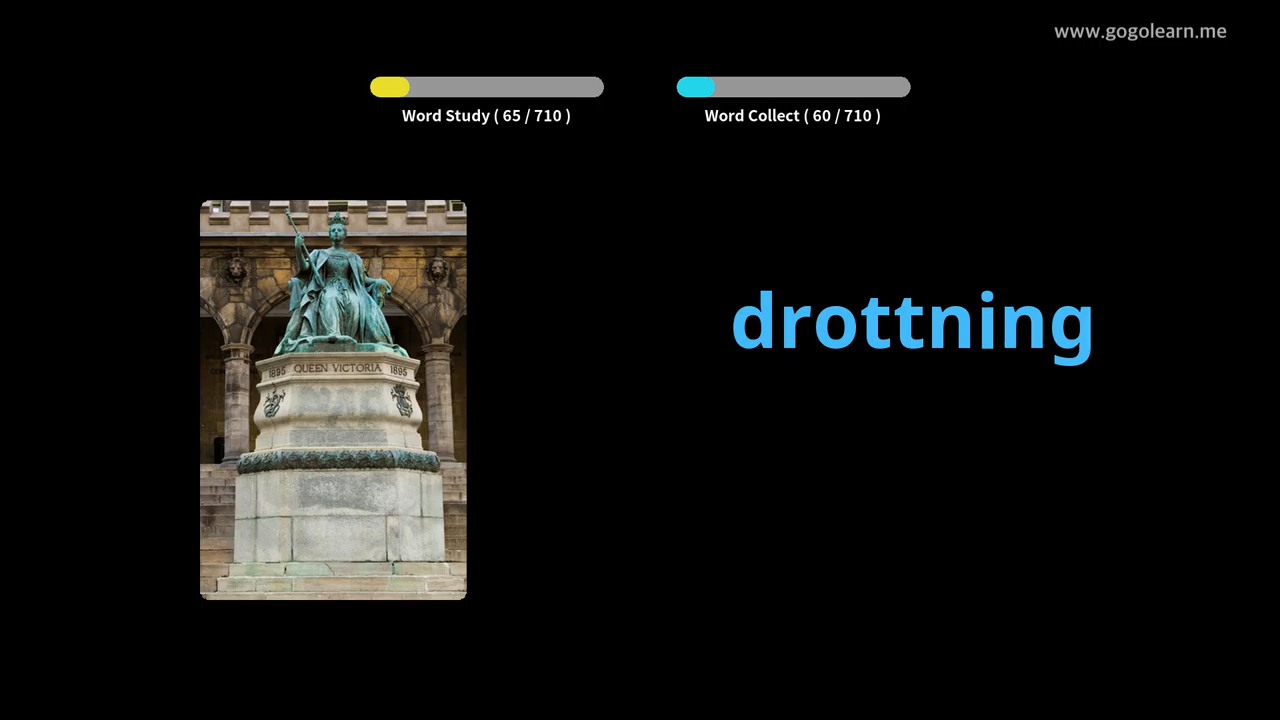 www.gogolearn.me
Word Study ( 65 / 710 )
Word Collect ( 60 / 710 )
drottning
1895 QUEEN VICTORIA 1895